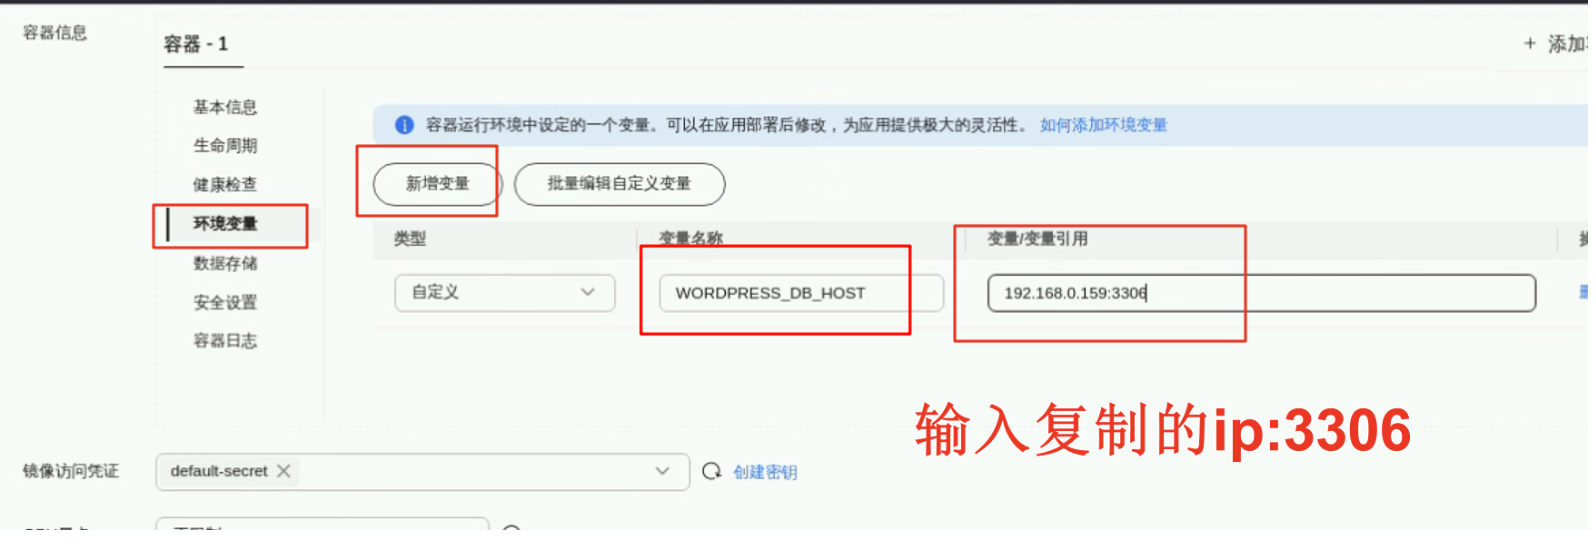 容器信息
容器 - 1
+ 添加
基本信息
生命周期
健康检查
环境变量
数据存储
安全设置
容器日志
容器运行环境中设定的一个变量。可以在应用部署后修改，为应用提供极大的灵活性。 如何添加环境变量
新增变量 批量编辑自定义变量
类型 变量名称 变量/变量引用
自定义 WORDPRESS_DB_HOST 192.168.0.159:3306
输入复制的ip:3306
镜像访问凭证 default-secret 创建密钥